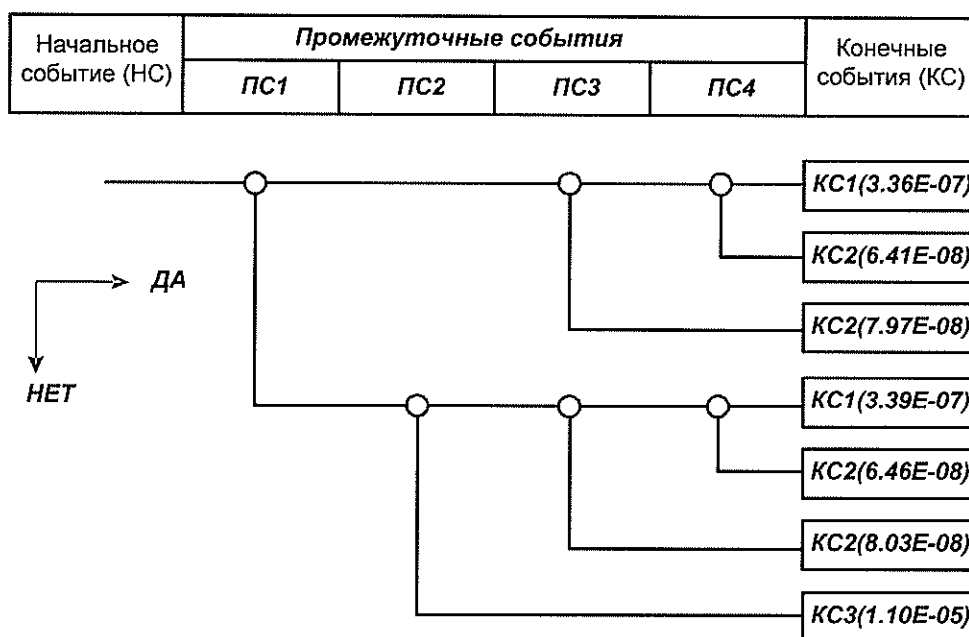 Начальное
событие (НС)
Промежуточные события
ПС1 ПС2 ПС3 ПС4
Конечные
события (КС)
КС1(3.36E-07)
КС2(6.41E-08)
ДА
КС2(7.97E-08)
НЕТ
КС1(3.39E-07)
КС2(6.46E-08)
КС2(8.03E-08)
КС3(1.10E-05)